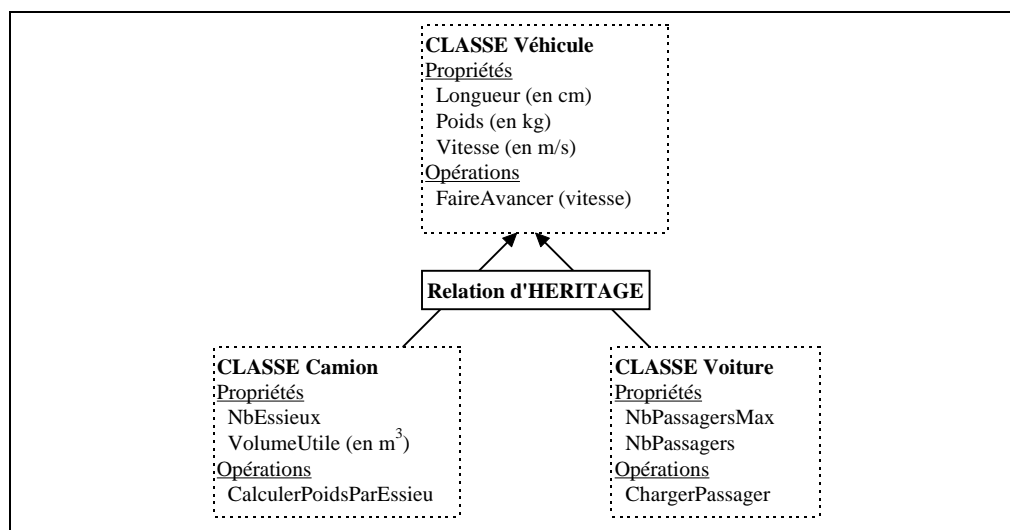 CLASSE Véhicule
Propriétés
Longueur (en cm)
Poids (en kg)
Vitesse (en m/s)
Opérations
FaireAvancer (vitesse)
Relation d'HERITAGE
CLASSE Camion
Propriétés
NbEssieux
VolumeUtile (en m³)
Opérations
CalculerPoidsParEssieu
CLASSE Voiture
Propriétés
NbPassagersMax
NbPassagers
Opérations
ChargerPassager